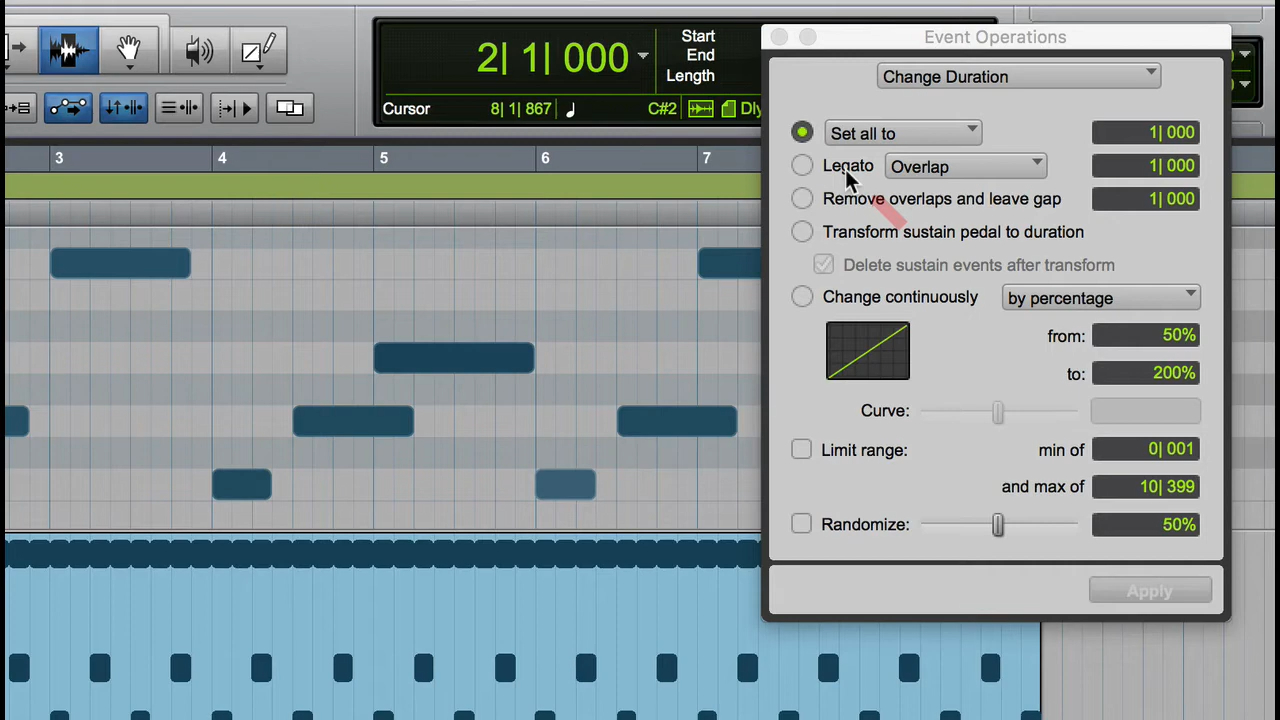 2| 1| 000
Start
End
Length
Cursor
8| 1| 867
C#2
Dly
3
4
5
6
7
Event Operations
Change Duration
Set all to
1| 000
Legato
Overlap
1| 000
Remove overlaps and leave gap
1| 000
Transform sustain pedal to duration
Delete sustain events after transform
Change continuously
by percentage
from:
50%
to:
200%
Curve:
Limit range:
min of
0| 001
and max of
10| 399
Randomize:
50%
Apply